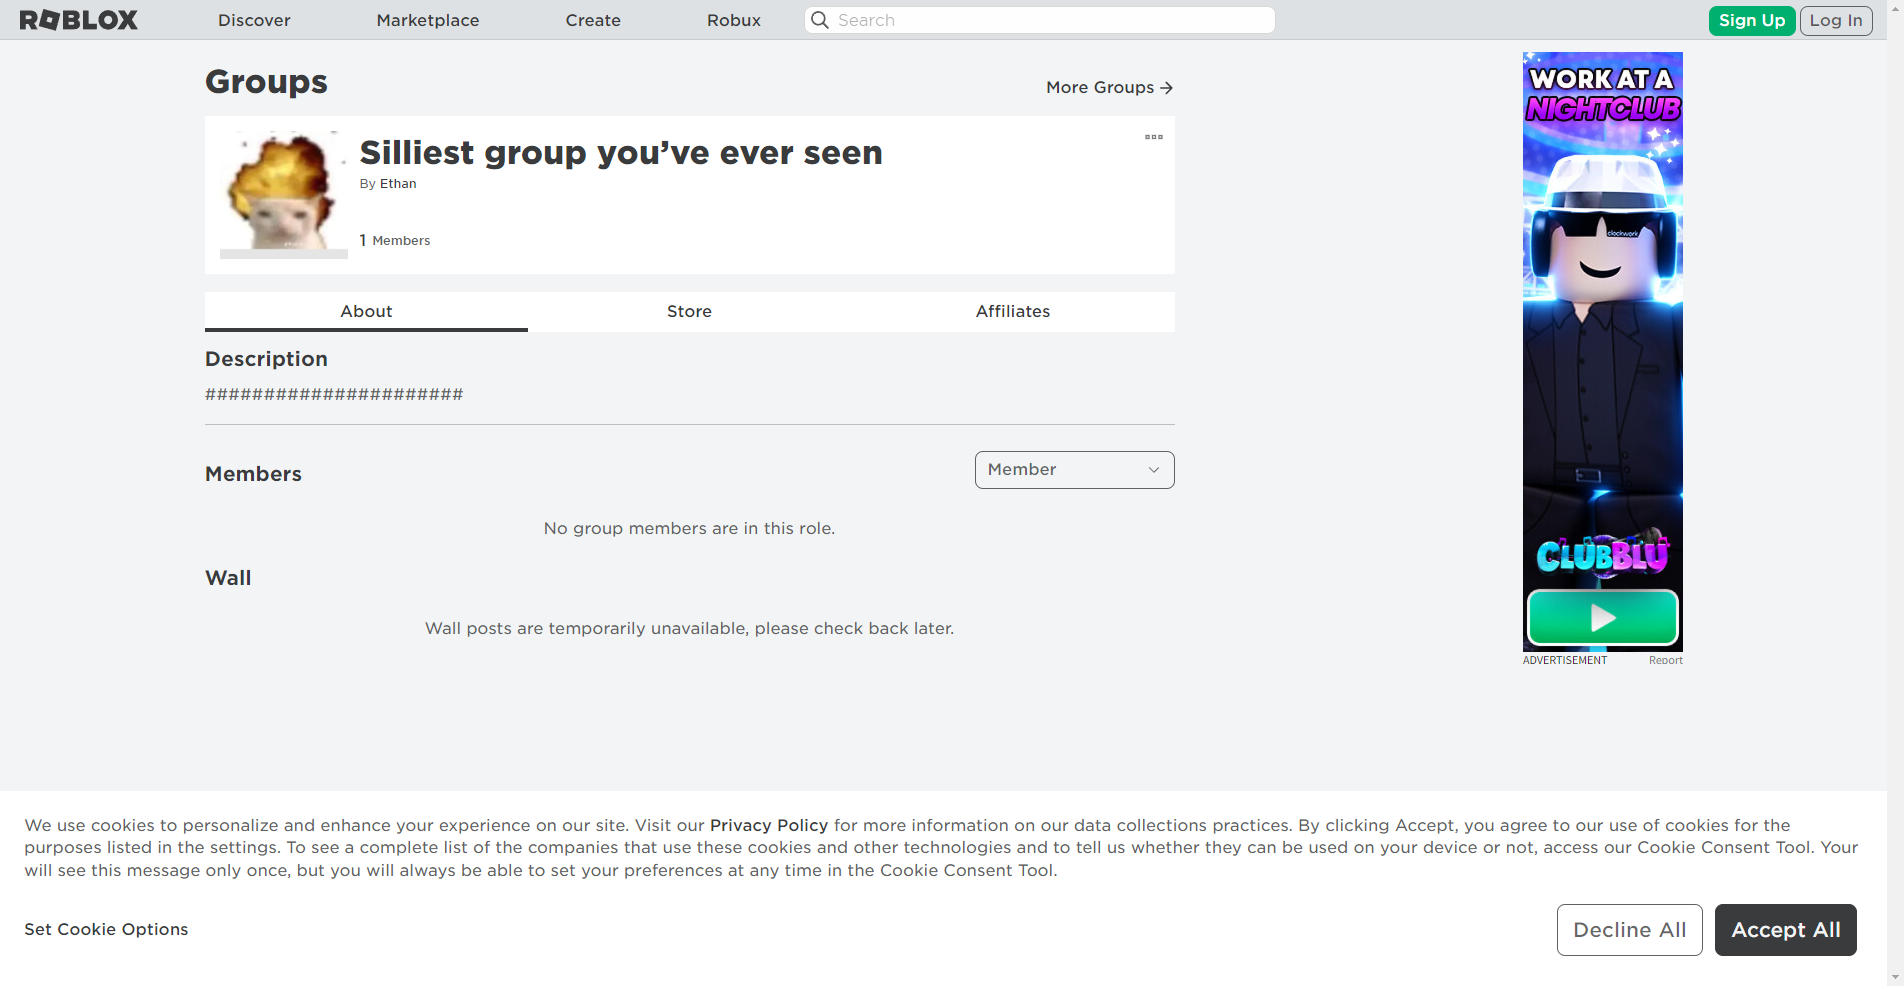 ROBLOX
Discover
Marketplace
Create
Robux
Search
Sign Up
Log In
Groups
More Groups
Silliest group you’ve ever seen
By Ethan
1 Members
About
Store
Affiliates
Description
######################
Members
Member
No group members are in this role.
Wall
Wall posts are temporarily unavailable, please check back later.
WORK AT A
NIGHTCLUB
clockwork
CLUBBLU
ADVERTISEMENT
Report
We use cookies to personalize and enhance your experience on our site. Visit our Privacy Policy for more information on our data collections practices. By clicking Accept, you agree to our use of cookies for the
purposes listed in the settings. To see a complete list of the companies that use these cookies and other technologies and to tell us whether they can be used on your device or not, access our Cookie Consent Tool. Your
will see this message only once, but you will always be able to set your preferences at any time in the Cookie Consent Tool.
Set Cookie Options
Decline All
Accept All